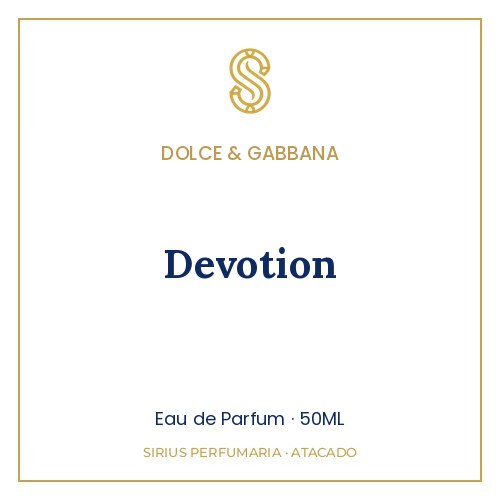 DOLCE & GABBANA
Devotion
Eau de Parfum · 50ML
SIRIUS PERFUMARIA · ATACADO